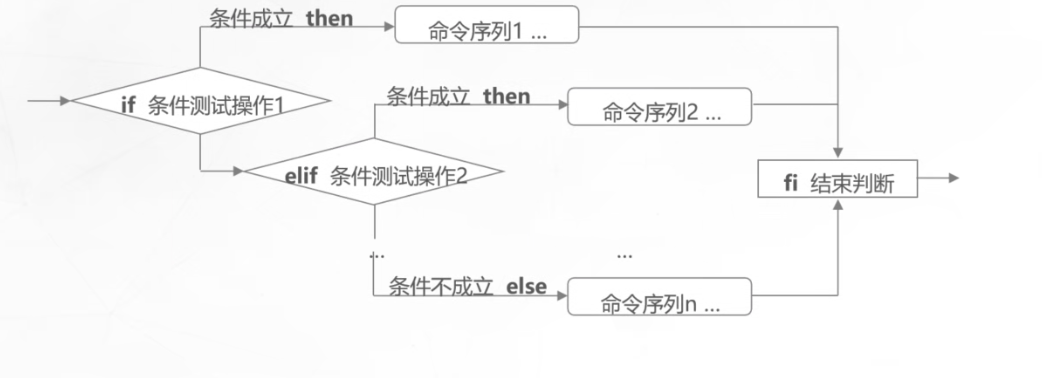 条件成立 then
命令序列1 ...
if 条件测试操作1
条件成立 then
命令序列2 ...
elif 条件测试操作2
fi 结束判断
... ...
条件不成立 else
命令序列n ...